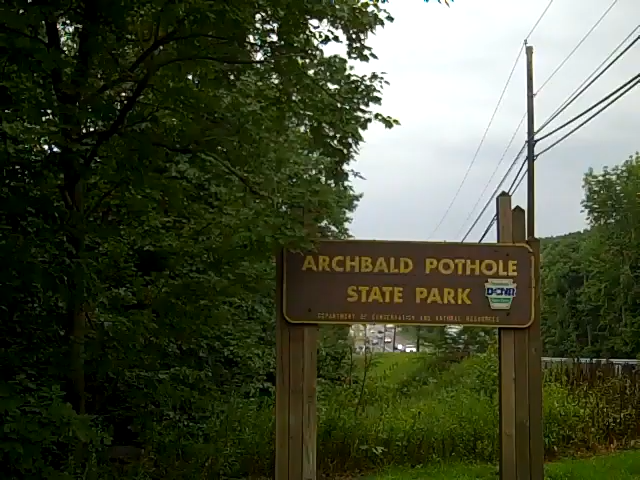 ARCHBALD POTHOLE
STATE PARK
DCNR
DEPARTMENT OF CONSERVATION AND NATURAL RESOURCES